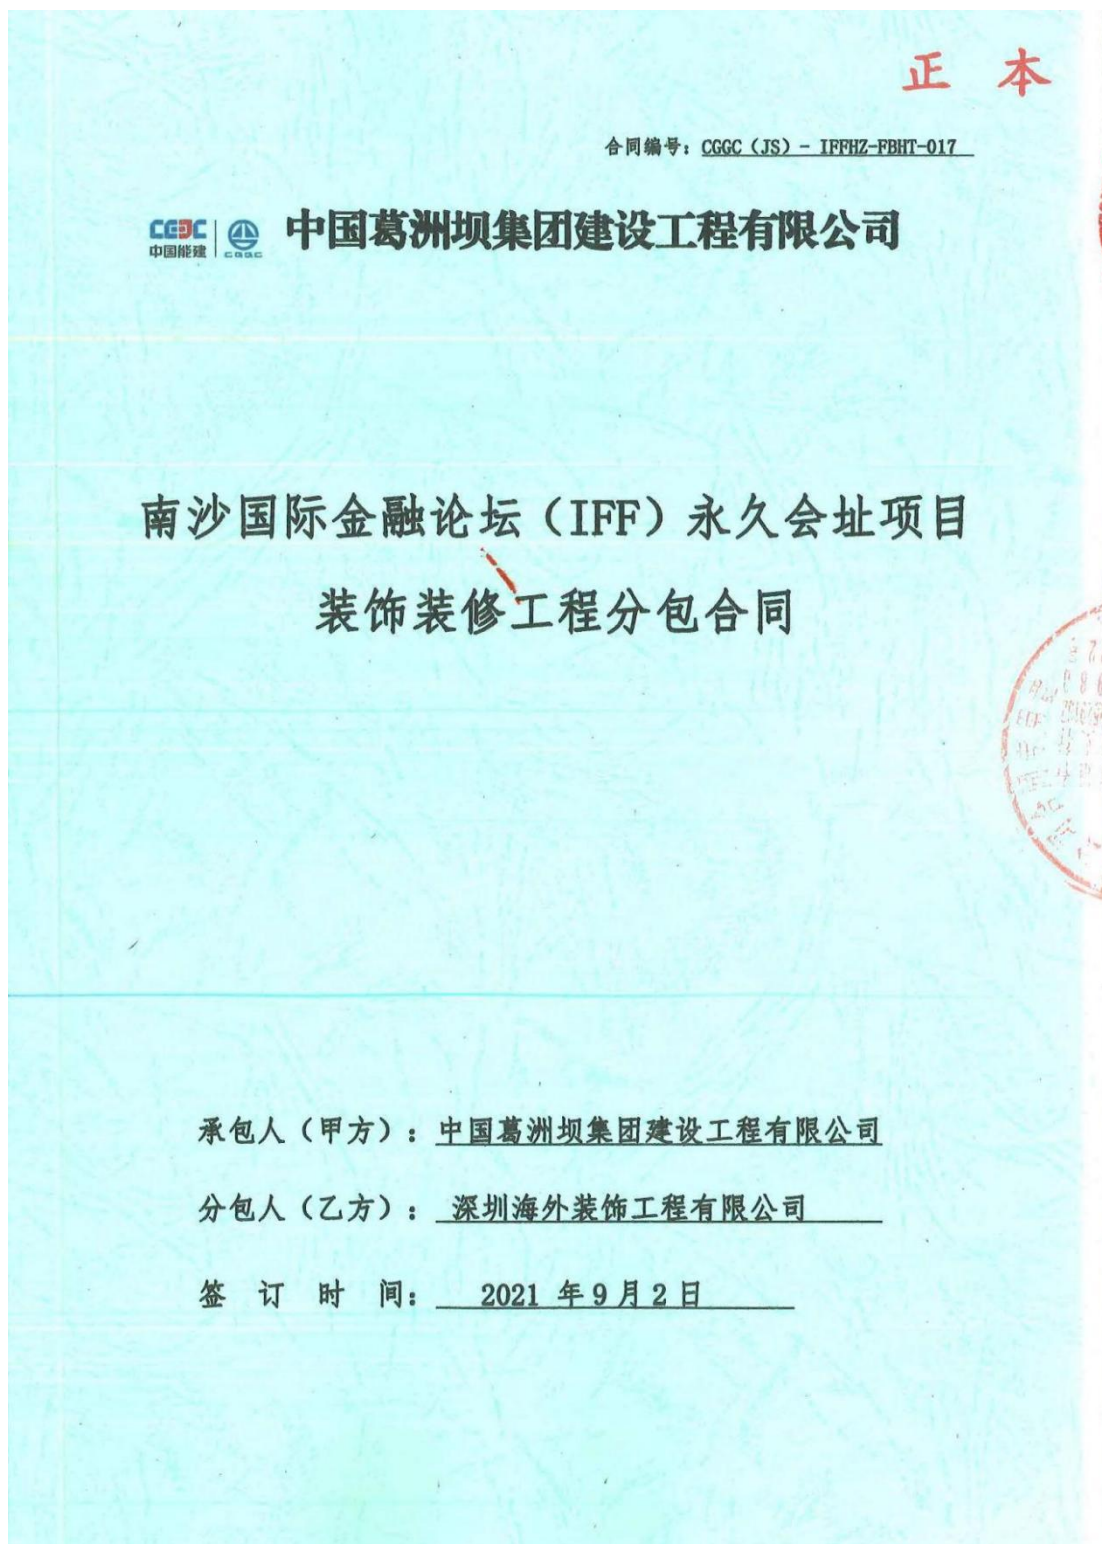 正 本
合同编号：CGGC（JS）- IFFHZ-FBHT-017
CEEC 中国能建 CGGC 中国葛洲坝集团建设工程有限公司
南沙国际金融论坛（IFF）永久会址项目
装饰装修工程分包合同
承包人（甲方）：中国葛洲坝集团建设工程有限公司
分包人（乙方）：深圳海外装饰工程有限公司
签 订 时 间： 2021 年 9 月 2 日